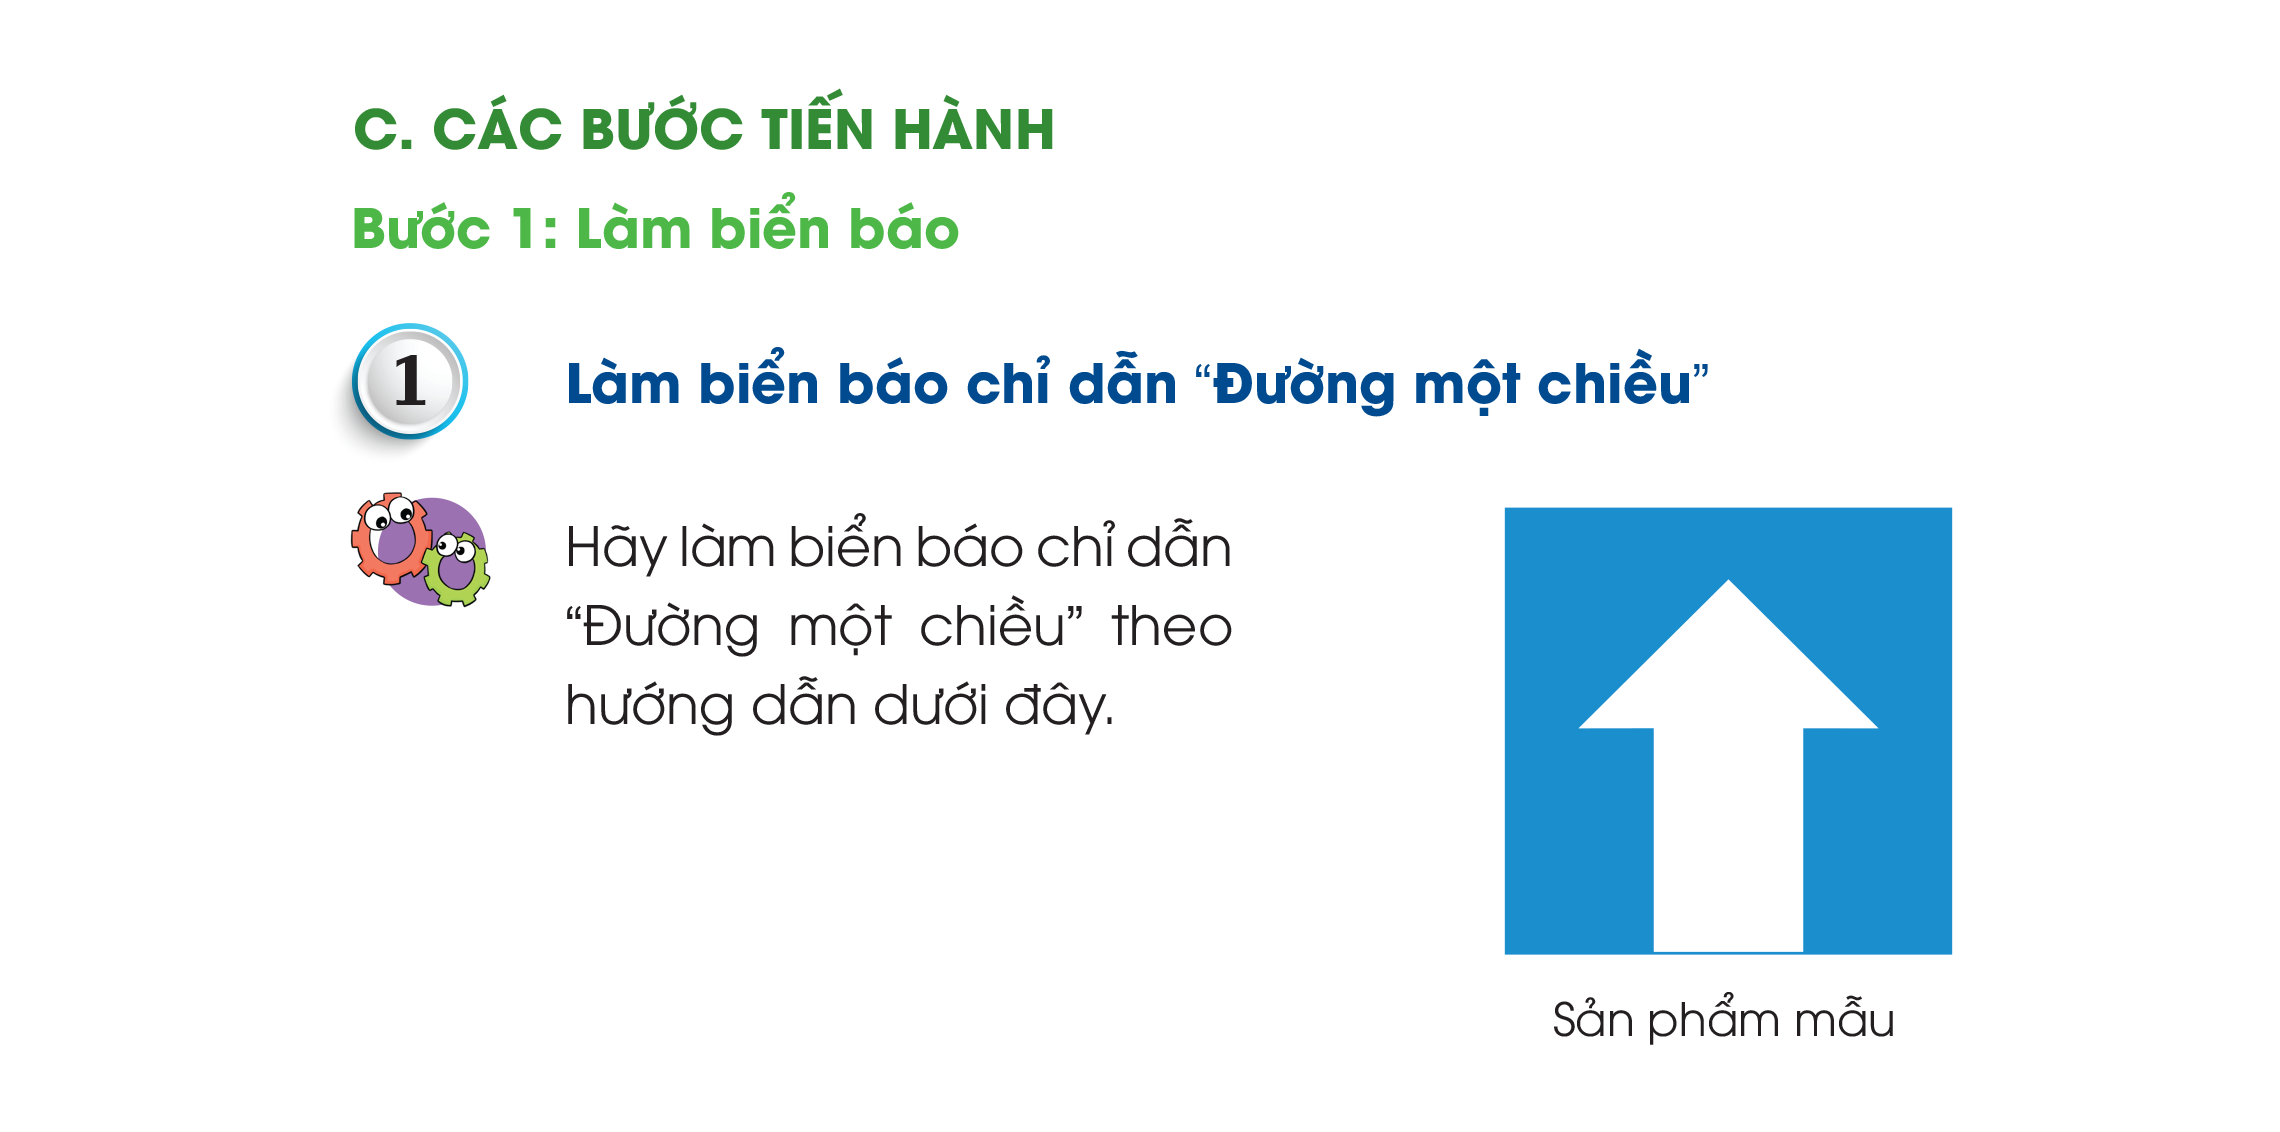 C. CÁC BƯỚC TIẾN HÀNH
Bước 1: Làm biển báo
1
Làm biển báo chỉ dẫn “Đường một chiều”
Hãy làm biển báo chỉ dẫn
“Đường một chiều” theo
hướng dẫn dưới đây.
Sản phẩm mẫu